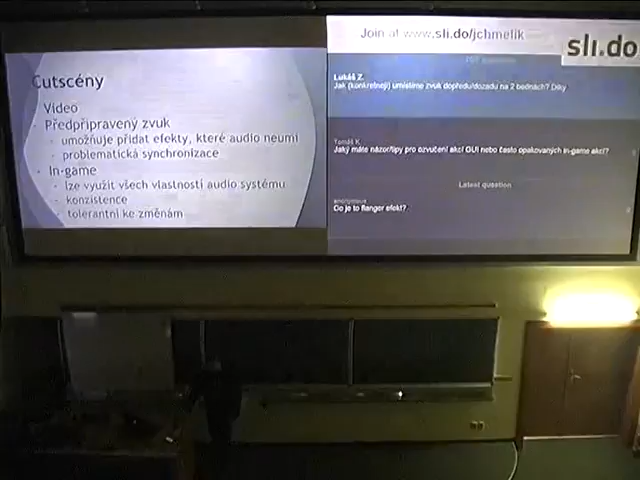 Cutscény
Video
- Předpřipravený zvuk
- umožňuje přidat efekty, které audio neumí
- problematická synchronizace
- In-game
- lze využít všech vlastností audio systému
- konzistence
- tolerantní ke změnám
Join at www.sli.do/jchmelik
sli.do
Lukáš Z.
Jak (konkrétněji) umístíme zvuk dopředu/dozadu na 2 bednách? Díky
Tomáš K.
Jaký máte názor/tipy pro ozvučení akcí GUI nebo často opakovaných in-game akcí?
Latest question
anonymous
Co je to flanger efekt?